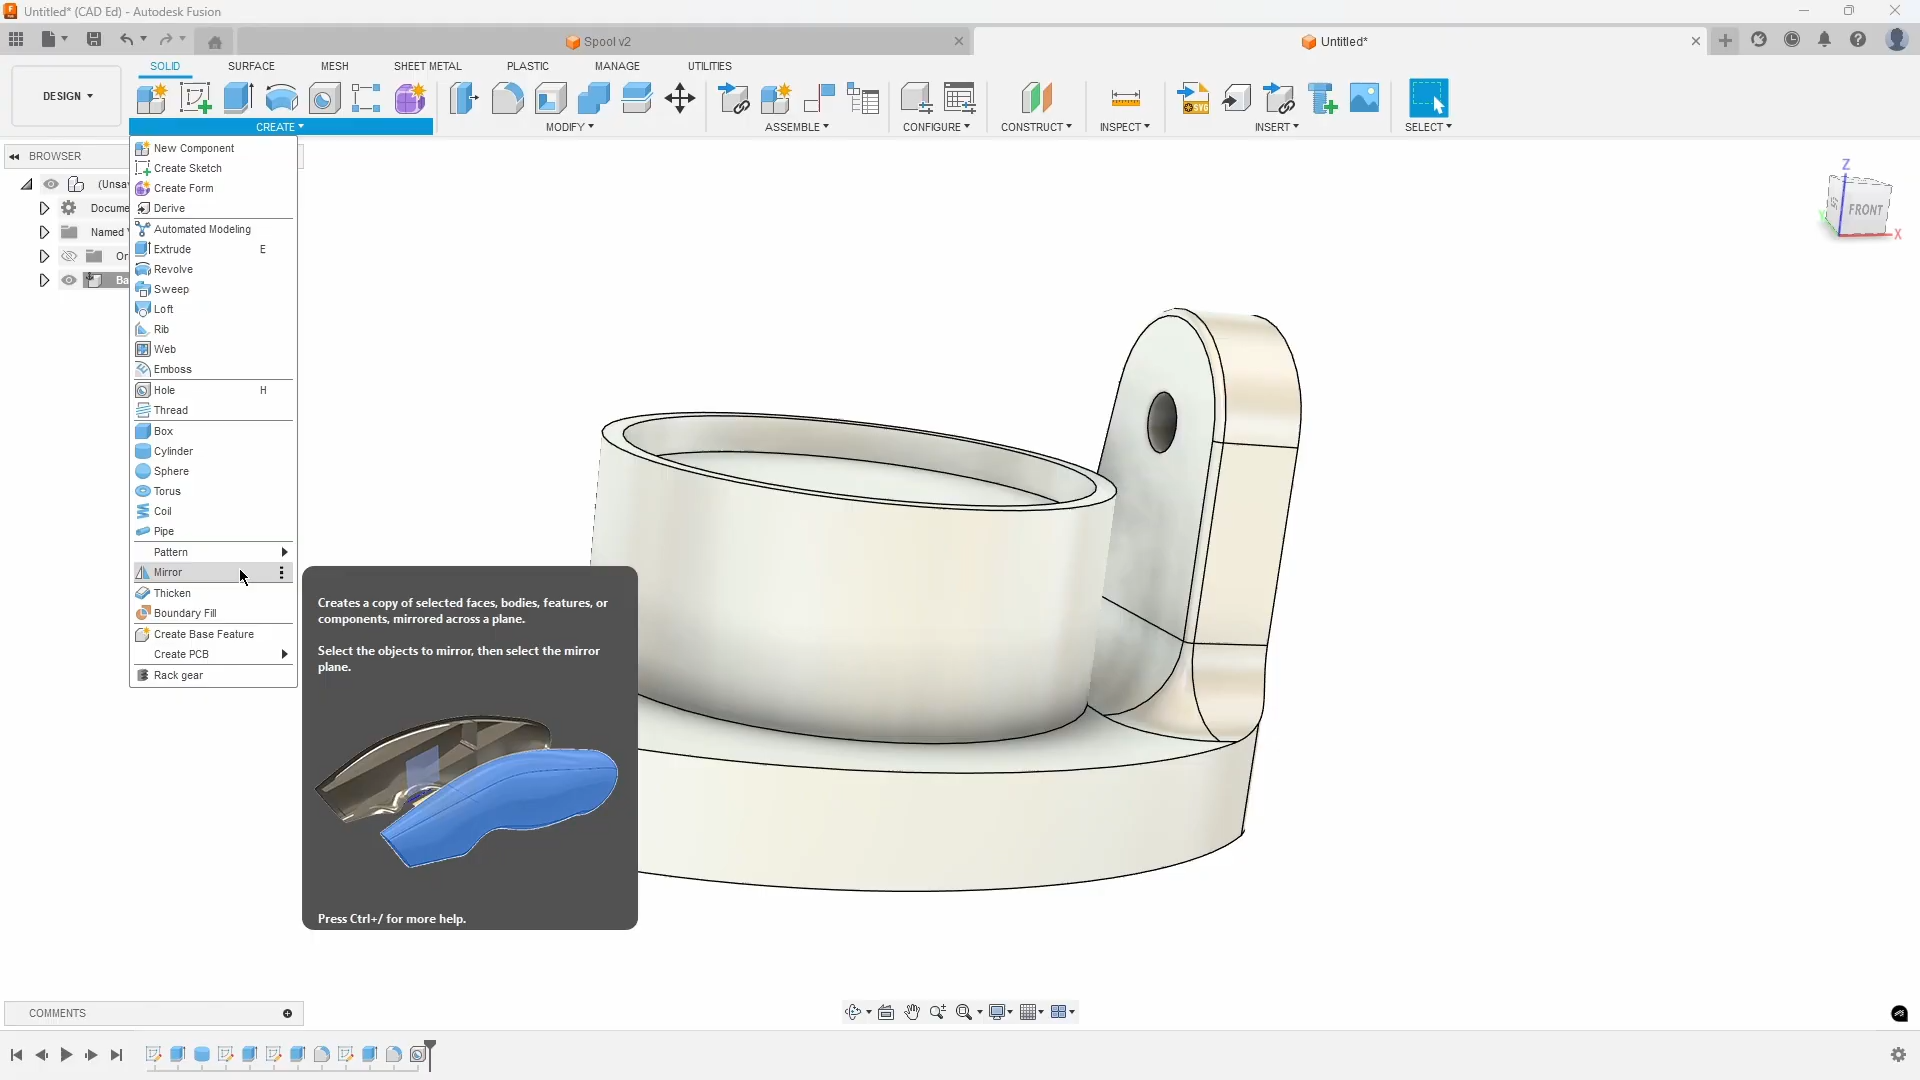 Untitled* (CAD Ed) - Autodesk Fusion
Spool v2
Untitled*
DESIGN
SOLID
SURFACE
MESH
SHEET METAL
PLASTIC
MANAGE
UTILITIES
CREATE
MODIFY
ASSEMBLE
CONFIGURE
CONSTRUCT
INSPECT
INSERT
SELECT
SVG
BROWSER
(Unsav
Docume
Named V
Or
Ba
New Component
Create Sketch
Create Form
Derive
Automated Modeling
Extrude E
Revolve
Sweep
Loft
Rib
Web
Emboss
Hole H
Thread
Box
Cylinder
Sphere
Torus
Coil
Pipe
Pattern
Mirror
Thicken
Boundary Fill
Create Base Feature
Create PCB
Rack gear
Creates a copy of selected faces, bodies, features, or
components, mirrored across a plane.
Select the objects to mirror, then select the mirror
plane.
Press Ctrl+/ for more help.
Z
FRONT
X
COMMENTS